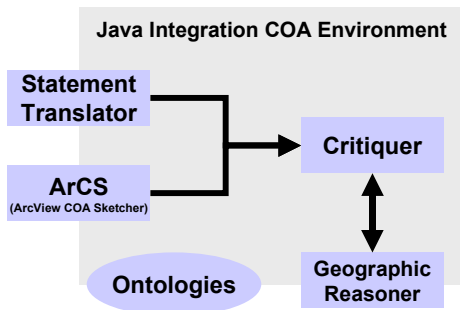 Java Integration COA Environment
Statement
Translator
Critiquer
ArCS
(ArcView COA Sketcher)
Ontologies
Geographic
Reasoner